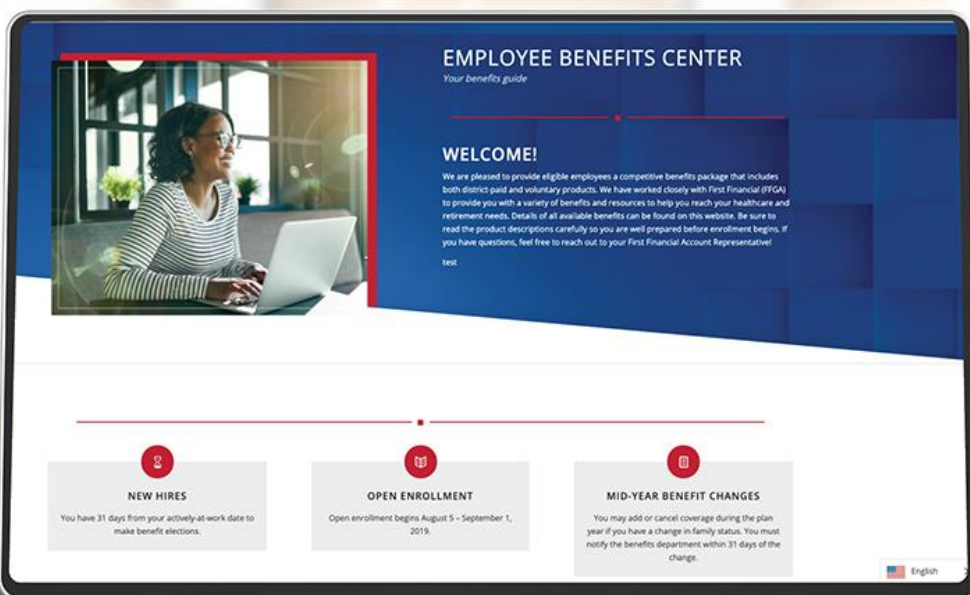 EMPLOYEE BENEFITS CENTER
Your benefits guide
WELCOME!
We are pleased to provide eligible employees a competitive benefits package that includes
both district-paid and voluntary products. We have worked closely with First Financial (FFGA)
to provide you with a variety of benefits and resources to help you reach your healthcare and
retirement needs. Details of all available benefits can be found on this website. Be sure to
read the product descriptions carefully so you are well prepared before enrollment begins. If
you have questions, feel free to reach out to your First Financial Account Representative!
test
NEW HIRES
You have 31 days from your actively-at-work date to
make benefit elections.
OPEN ENROLLMENT
Open enrollment begins August 5 – September 1,
2019.
MID-YEAR BENEFIT CHANGES
You may add or cancel coverage during the plan
year if you have a change in family status. You must
notify the benefits department within 31 days of the
change.
English